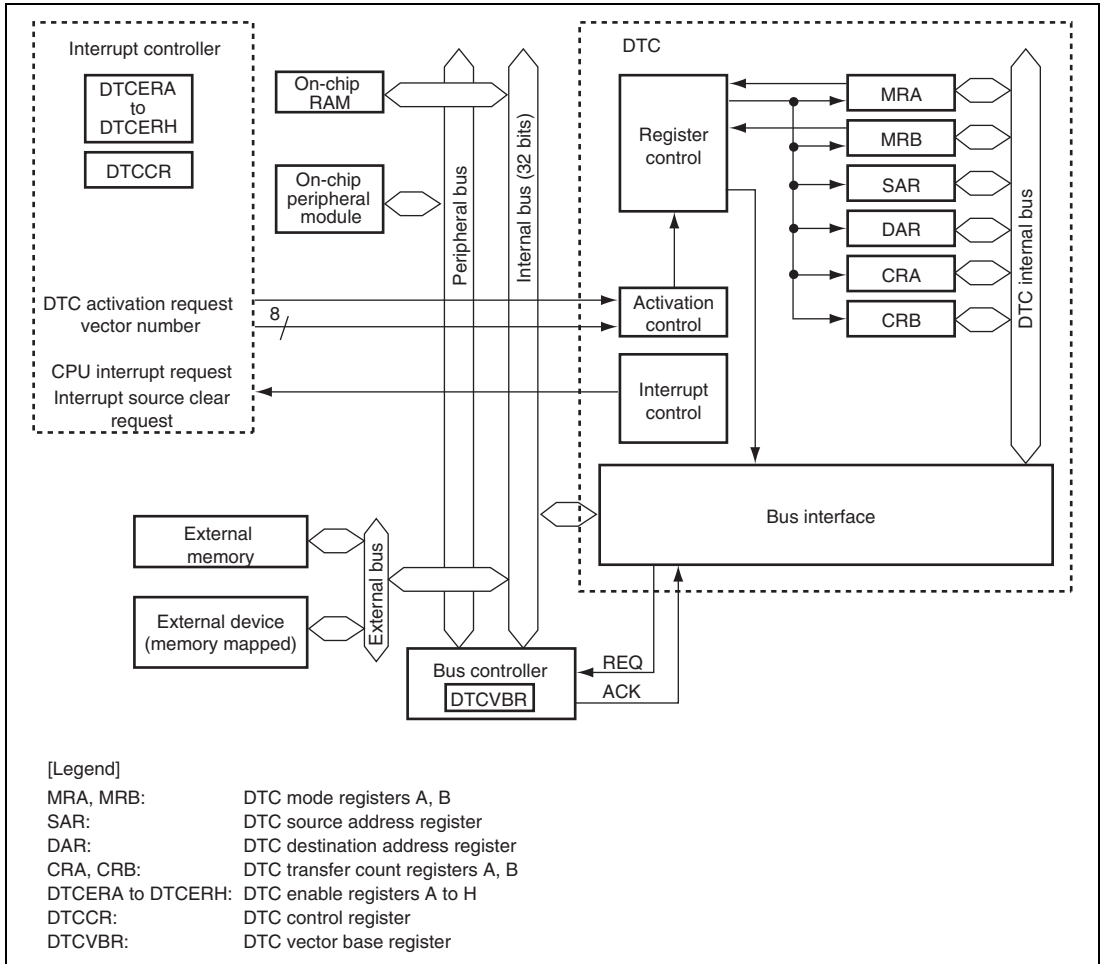 Interrupt controller
DTCERA
to
DTCERH
DTCCR
DTC activation request
vector number
8
CPU interrupt request
Interrupt source clear
request
On-chip
RAM
On-chip
peripheral
module
Peripheral bus
Internal bus (32 bits)
DTC
Register
control
Activation
control
Interrupt
control
MRA
MRB
SAR
DAR
CRA
CRB
DTC internal bus
Bus interface
External
memory
External device
(memory mapped)
External bus
Bus controller
DTCVBR
REQ
ACK
[Legend]
MRA, MRB: DTC mode registers A, B
SAR: DTC source address register
DAR: DTC destination address register
CRA, CRB: DTC transfer count registers A, B
DTCERA to DTCERH: DTC enable registers A to H
DTCCR: DTC control register
DTCVBR: DTC vector base register